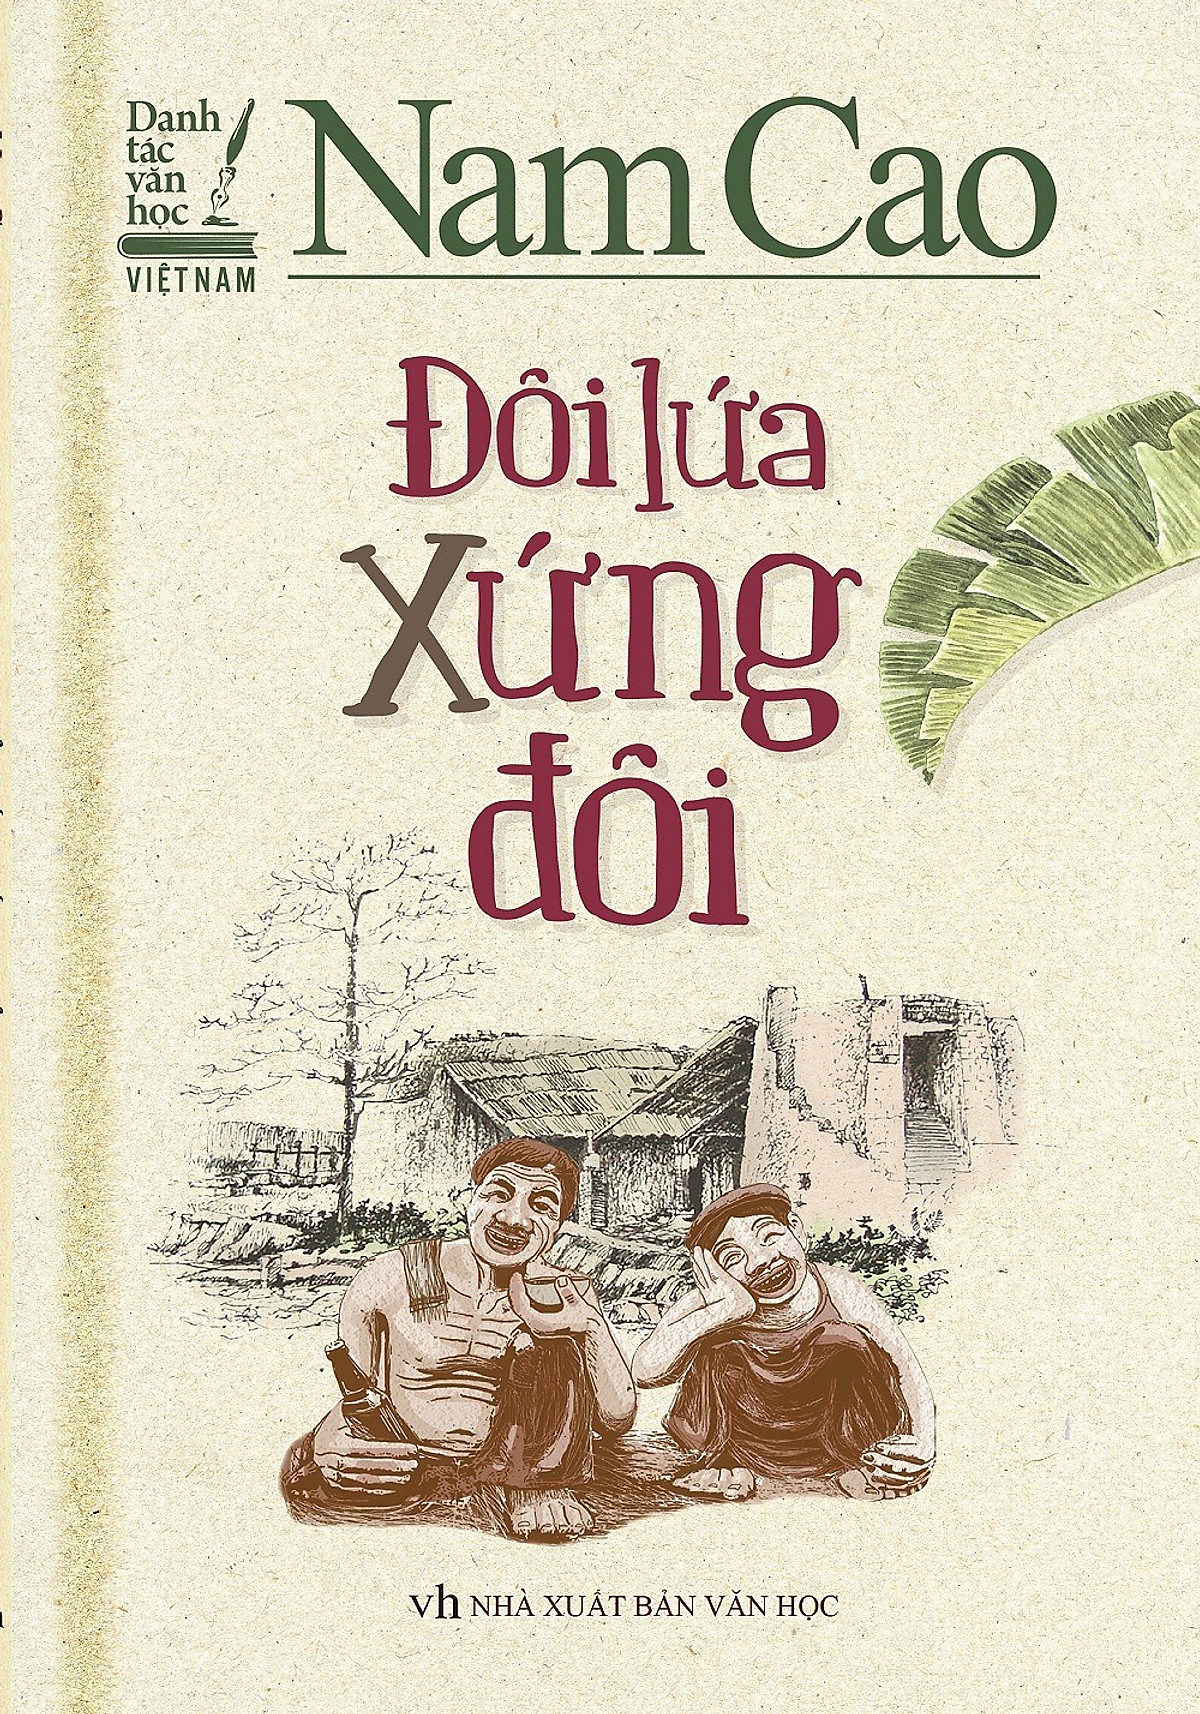 Danh
tác
văn
học
VIỆT NAM
Nam Cao
Đôi lứa
Xứng
đôi
vh NHÀ XUẤT BẢN VĂN HỌC